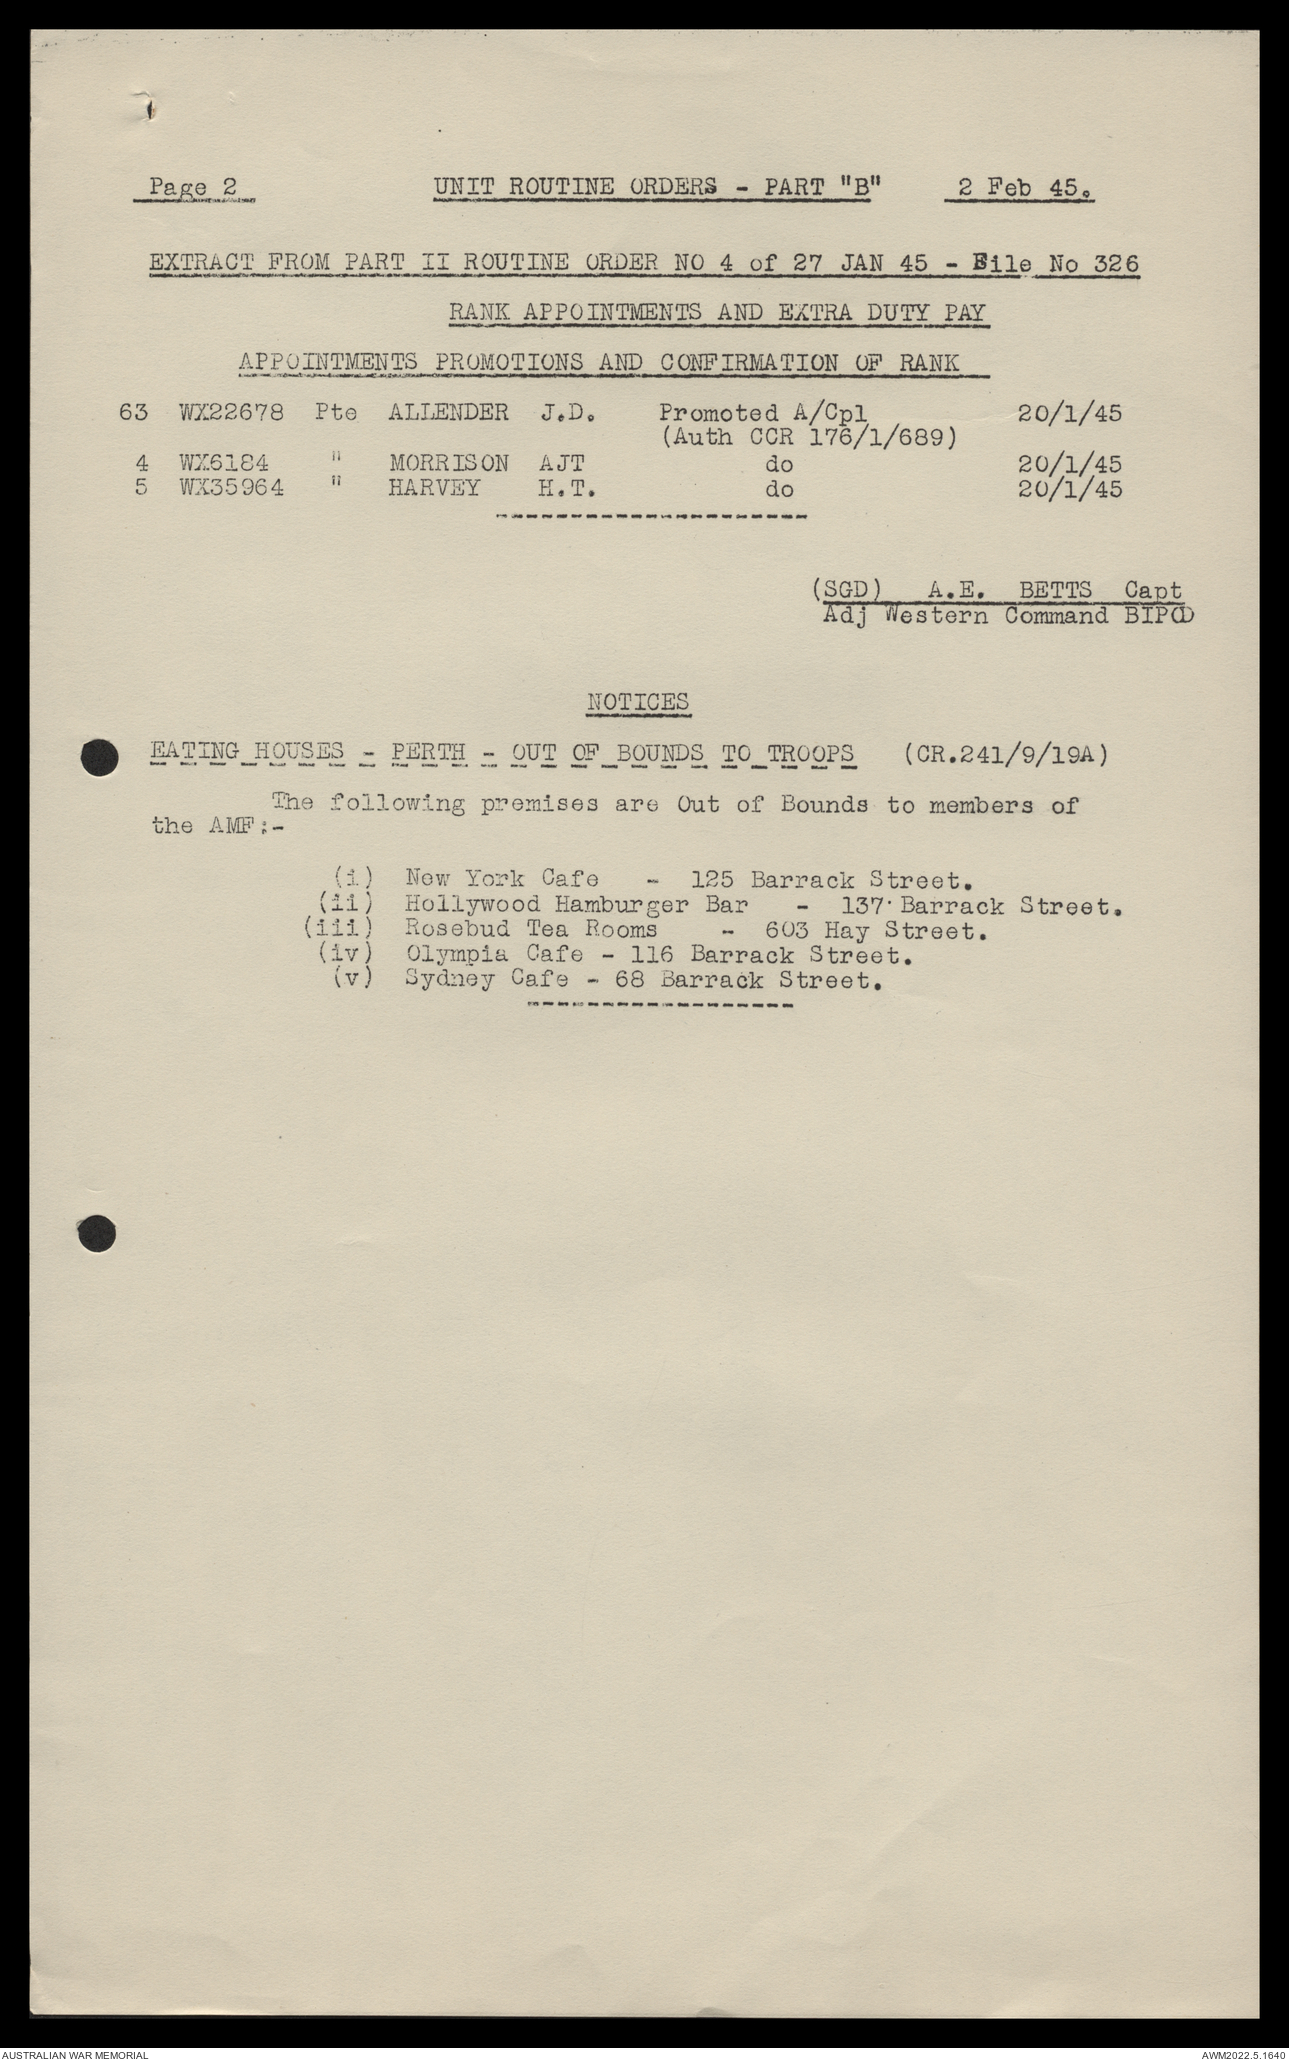 Page 2 UNIT ROUTINE ORDERS - PART "B" 2 Feb 45.
EXTRACT FROM PART II ROUTINE ORDER NO 4 of 27 JAN 45 - File No 326
RANK APPOINTMENTS AND EXTRA DUTY PAY
APPOINTMENTS PROMOTIONS AND CONFIRMATION OF RANK
63 WX22678 Pte ALLENDER J.D. Promoted A/Cpl 20/1/45
(Auth CCR 176/1/689)
4 WX6184 " MORRISON AJT do 20/1/45
5 WX35964 " HARVEY H.T. do 20/1/45
(SGD) A.E. BETTS Capt
Adj Western Command BIPOD
NOTICES
EATING HOUSES - PERTH - OUT OF BOUNDS TO TROOPS (CR.241/9/19A)
The following premises are Out of Bounds to members of
the AMF:-
(i) New York Cafe - 125 Barrack Street.
(ii) Hollywood Hamburger Bar - 137 Barrack Street.
(iii) Rosebud Tea Rooms - 603 Hay Street.
(iv) Olympia Cafe - 116 Barrack Street.
(v) Sydney Cafe - 68 Barrack Street.
AUSTRALIAN WAR MEMORIAL AWM2022.5.1640